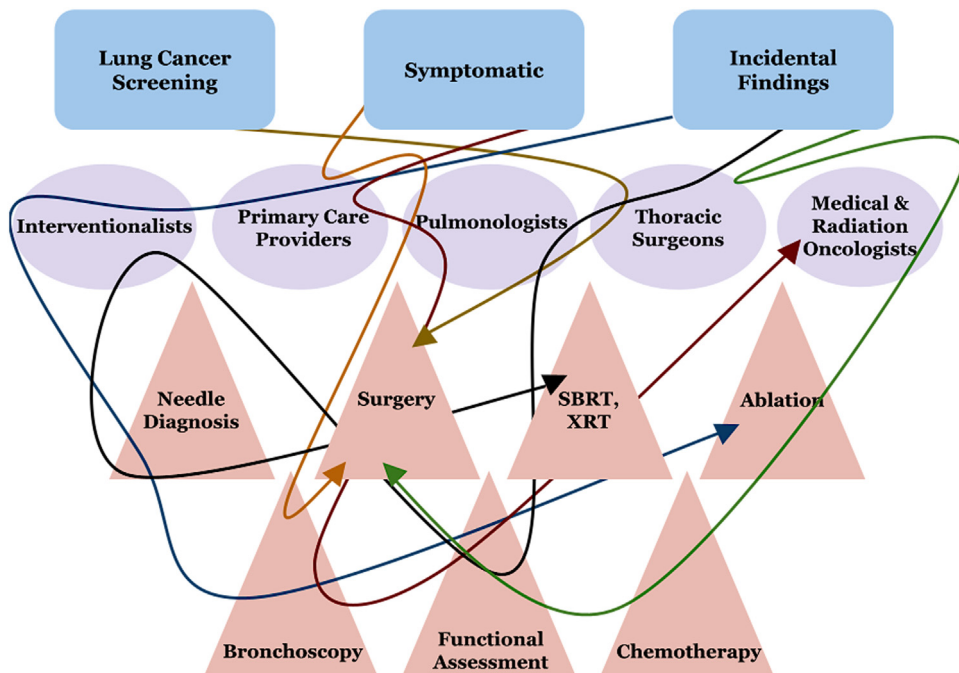 Lung Cancer
Screening
Symptomatic
Incidental
Findings
Interventionalists
Primary Care
Providers
Pulmonologists
Thoracic
Surgeons
Medical &
Radiation
Oncologists
Needle
Diagnosis
Surgery
SBRT,
XRT
Ablation
Bronchoscopy
Functional
Assessment
Chemotherapy